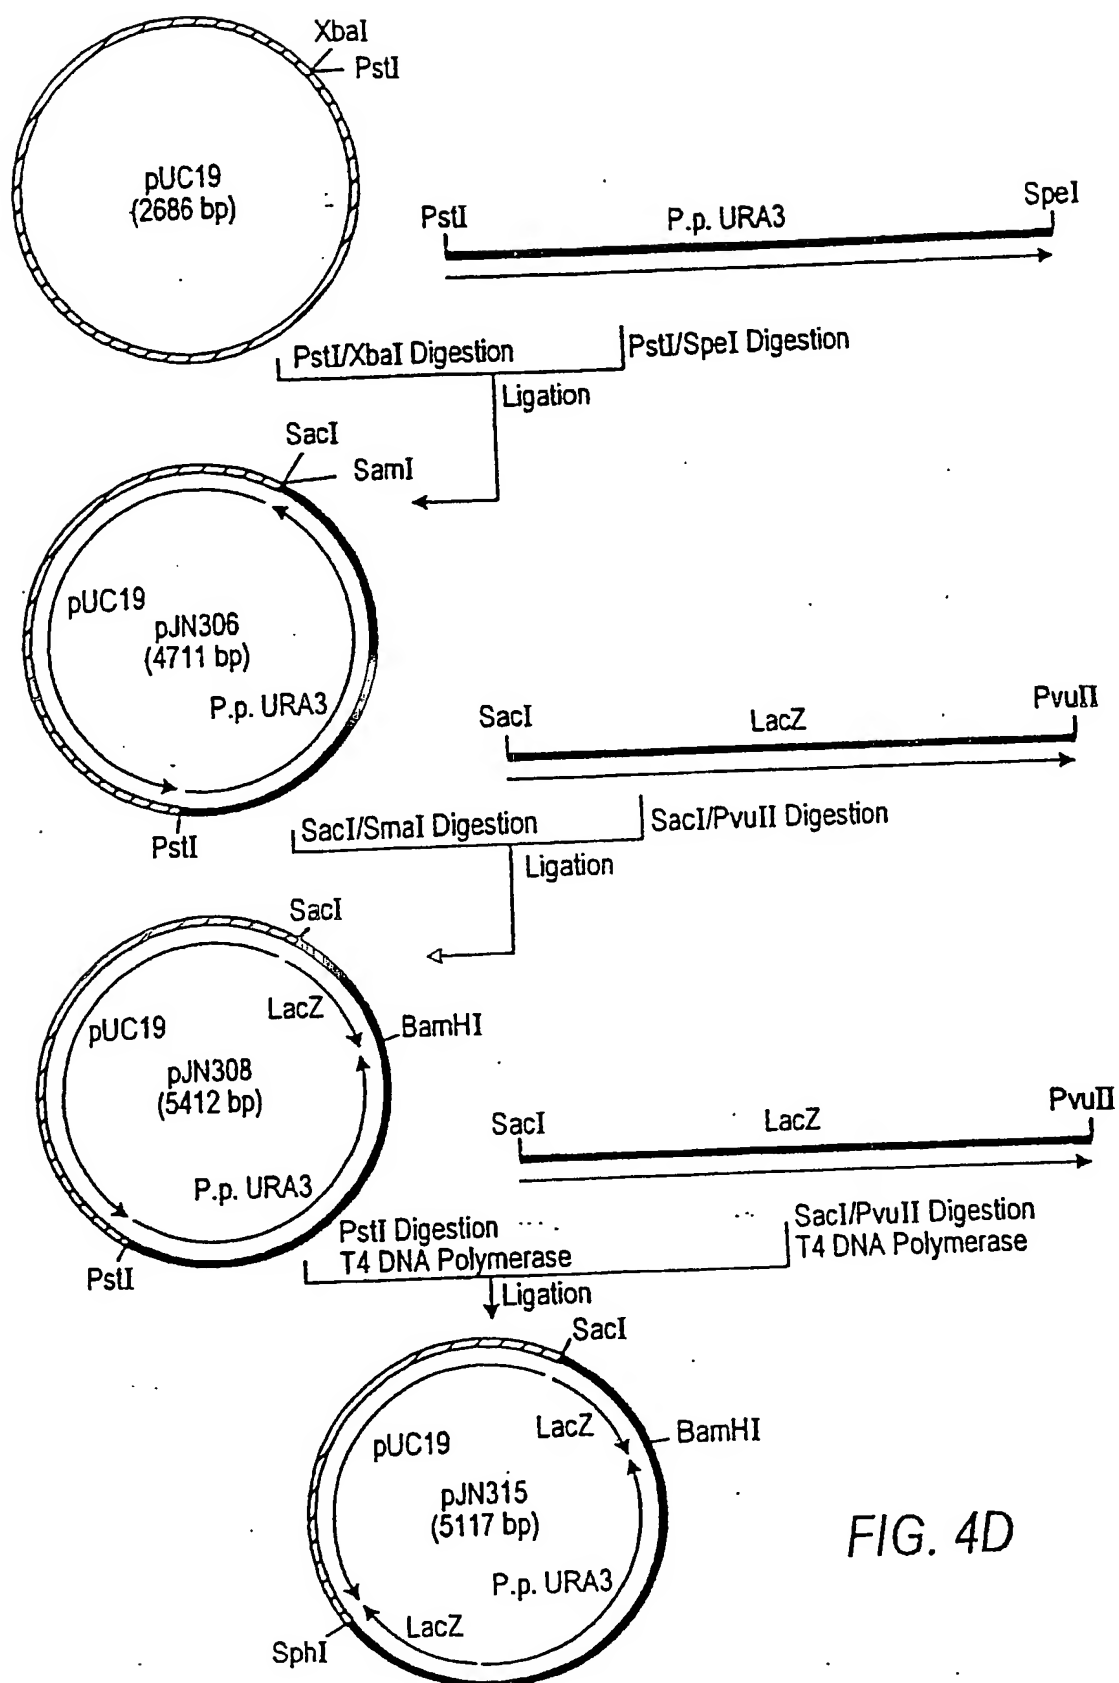 XbaI
PstI
pUC19
(2686 bp)
PstI
P.p. URA3
SpeI
PstI/XbaI Digestion
PstI/SpeI Digestion
Ligation
SacI
SamI
pUC19
pJN306
(4711 bp)
P.p. URA3
PstI
SacI
LacZ
PvuII
SacI/SmaI Digestion
SacI/PvuII Digestion
Ligation
SacI
LacZ
BamHI
pUC19
pJN308
(5412 bp)
P.p. URA3
PstI
SacI
LacZ
PvuII
PstI Digestion
T4 DNA Polymerase
SacI/PvuII Digestion
T4 DNA Polymerase
Ligation
SacI
LacZ
BamHI
pUC19
pJN315
(5117 bp)
P.p. URA3
LacZ
SphI
FIG. 4D